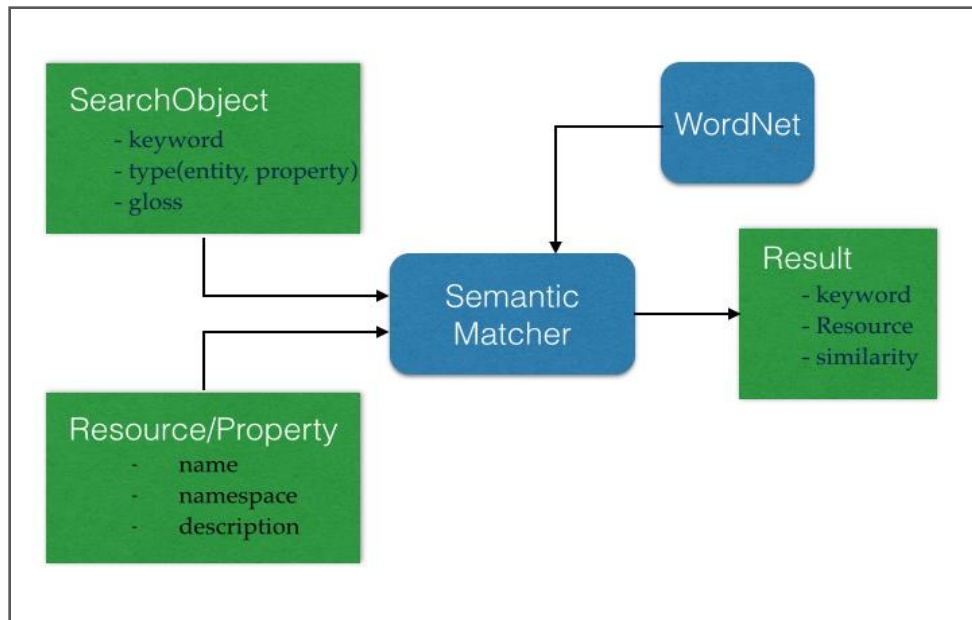 SearchObject
- keyword
- type(entity, property)
- gloss
WordNet
Semantic
Matcher
Result
- keyword
- Resource
- similarity
Resource/Property
- name
- namespace
- description